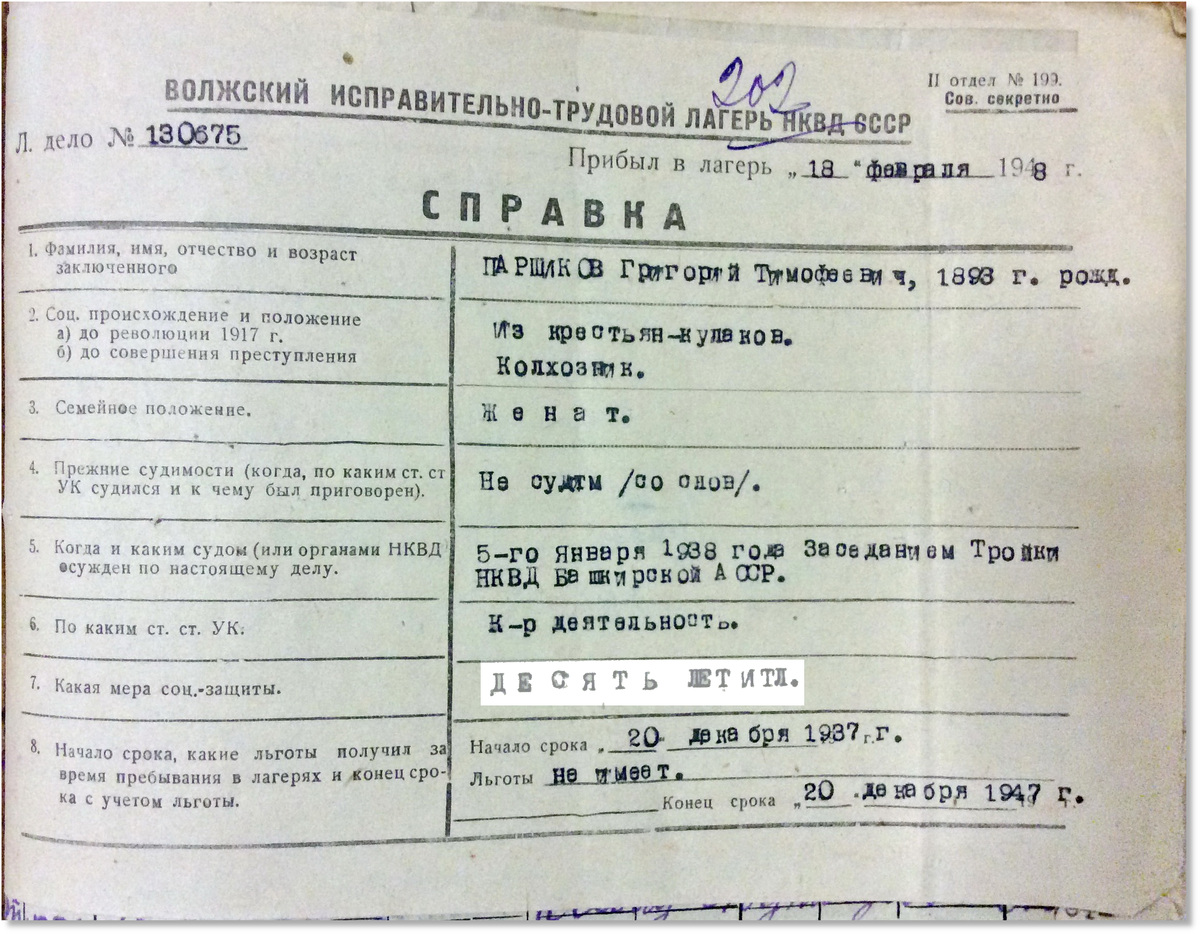 202
II отдел № 199.
Сов. секретно
ВОЛЖСКИЙ ИСПРАВИТЕЛЬНО-ТРУДОВОЙ ЛАГЕРЬ НКВД СССР
Л. дело № 130675
Прибыл в лагерь „18 " февраля 1948 г.
СПРАВКА
1. Фамилия, имя, отчество и возраст
заключенного
ПАРШИКОВ Григорий Тимофеевич, 1893 г. рожд.
2. Соц. происхождение и положение
а) до революции 1917 г.
б) до совершения преступления
Из крестьян-кулаков.
Колхозник.
3. Семейное положение.
Женат.
4. Прежние судимости (когда, по каким ст. ст
УК судился и к чему был приговорен).
Не судим /со слов/.
5. Когда и каким судом (или органами НКВД
осужден по настоящему делу.
5-го Января 1938 года Заседанием Тройки
НКВД Башкирской АССР.
6. По каким ст. ст. УК.
К-р деятельность.
7. Какая мера соц.-защиты.
ДЕСЯТЬ ЛЕТ ИТЛ.
8. Начало срока, какие льготы получил за
время пребывания в лагерях и конец сро-
ка с учетом льготы.
Начало срока „ 20 декабря 1937 г. г.
Льготы не имеет.
Конец срока „20 " декабря 1947 г.